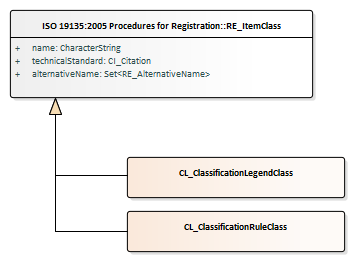 ISO 19135:2005 Procedures for Registration::RE_ItemClass
+ name: CharacterString
+ technicalStandard: CI_Citation
+ alternativeName: Set<RE_AlternativeName>
CL_ClassificationLegendClass
CL_ClassificationRuleClass